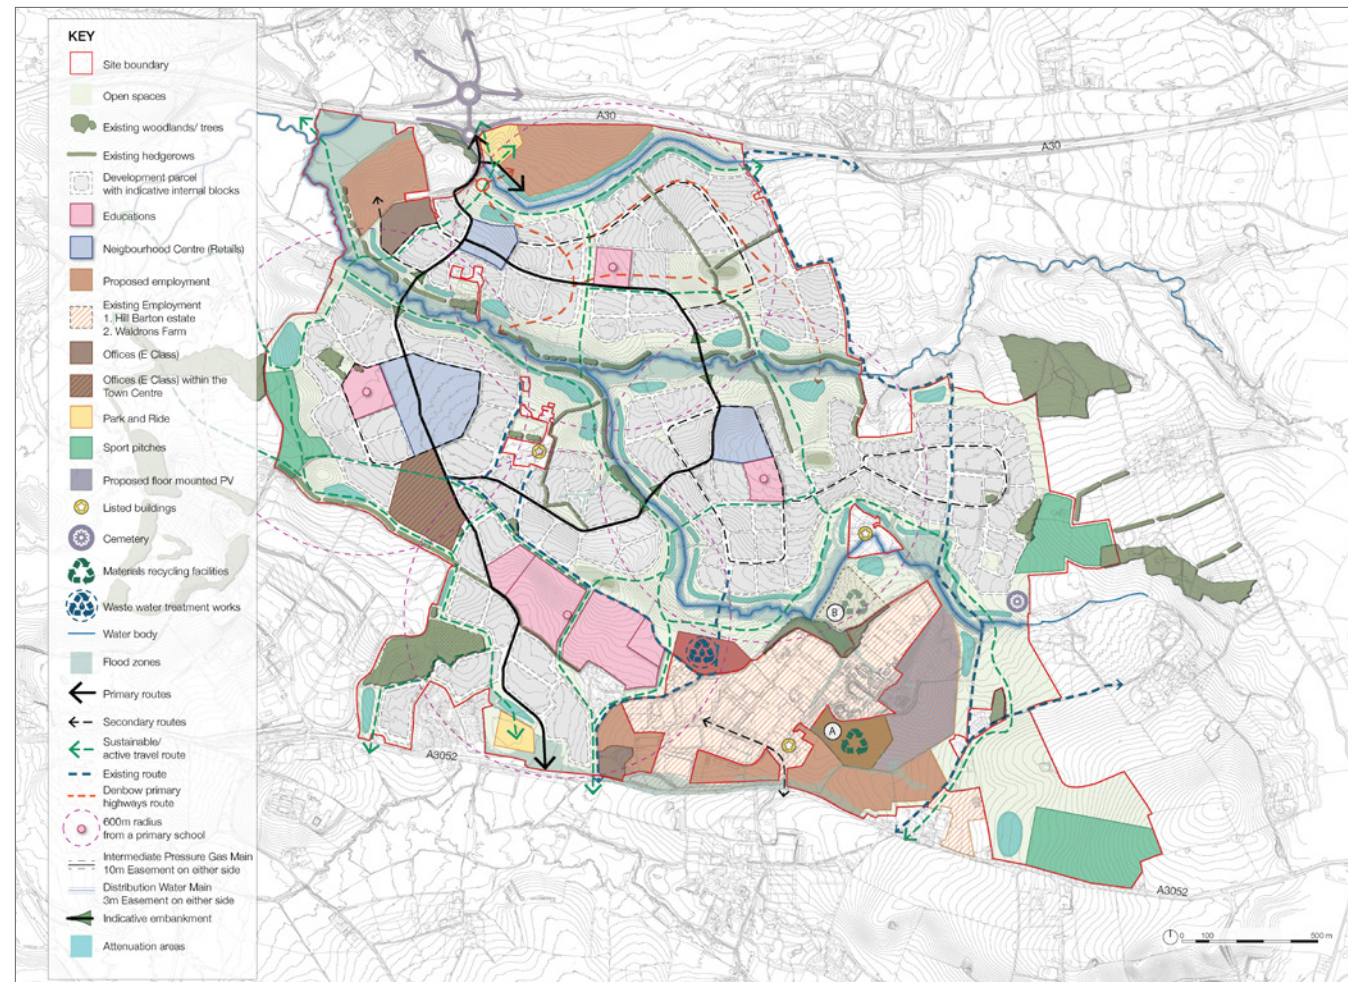 KEY
Site boundary
Open spaces
Existing woodlands/ trees
Existing hedgerows
Development parcel
with indicative internal blocks
Educations
Neigbourhood Centre (Retails)
Proposed employment
Existing Employment
1. Hill Barton estate
2. Waldrons Farm
Offices (E Class)
Offices (E Class) within the
Town Centre
Park and Ride
Sport pitches
Proposed floor mounted PV
Listed buildings
Cemetery
Materials recycling facilities
Waste water treatment works
Water body
Flood zones
Primary routes
Secondary routes
Sustainable/
active travel route
Existing route
Denbow primary
highways route
600m radius
from a primary school
Intermediate Pressure Gas Main
10m Easement on either side
Distribution Water Main
3m Easement on either side
Indicative embankment
Attenuation areas
A30
A30
B
A
A3052
A3052
0 100 500 m